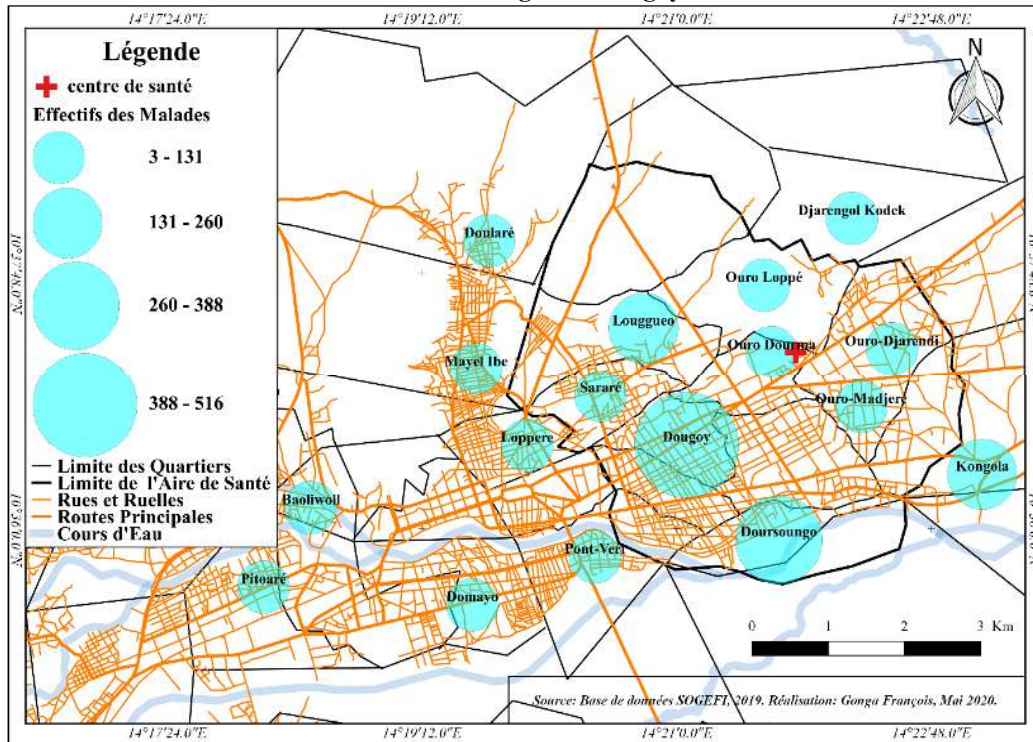 14°17'24.0"E 14°19'12.0"E 14°21'0.0"E 14°22'48.0"E
Légende
N
centre de santé
Effectifs des Malades
3 - 131
131 - 260
260 - 388
388 - 516
Limite des Quartiers
Limite de l'Aire de Santé
Rues et Ruelles
Routes Principales
Cours d'Eau
Djarengol Kodek
Doularé
Ouro Loppé
Louggueo
Ouro Dourma
Ouro-Djarendi
Mayel Ibe
Sararé
Ouro-Madjere
Loppere
Dougoy
Kongola
Baoliwoll
Doursoungo
Pont-Vert
Pitoaré
Domayo
0 1 2 3 Km
Source: Base de données SOGEFI, 2019. Réalisation: Gonga François, Mai 2020.
14°17'24.0"E 14°19'12.0"E 14°21'0.0"E 14°22'48.0"E